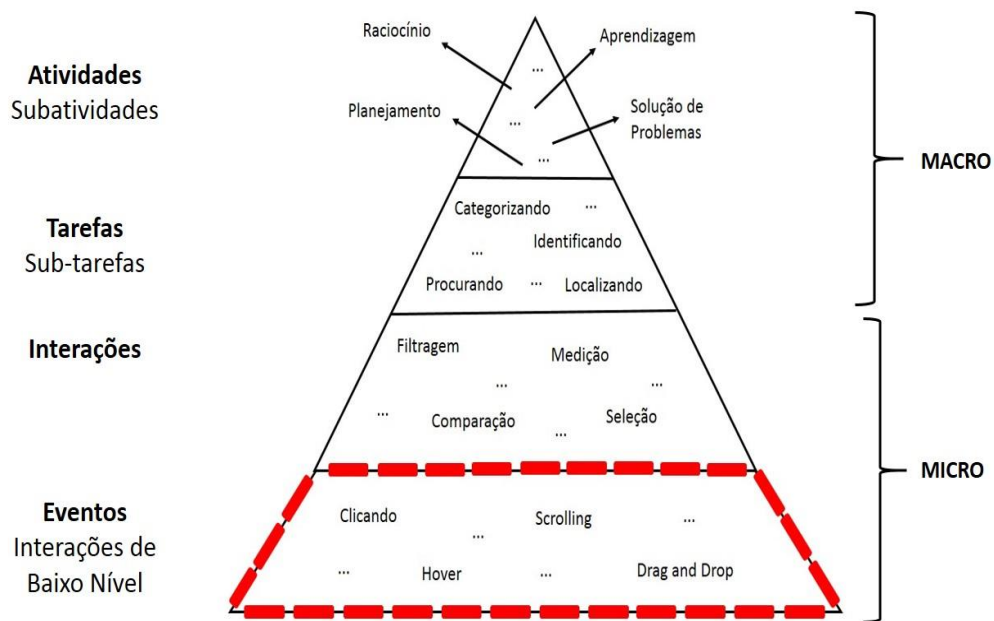 Raciocínio
Aprendizagem
...
Atividades
Subatividades
Planejamento
Solução de
Problemas
...
...
MACRO
Categorizando ...
Tarefas
Sub-tarefas
Identificando
...
Procurando ... Localizando
Interações
Filtragem
Medição
... ...
...
Comparação
Seleção
...
MICRO
Eventos
Interações de
Baixo Nível
Clicando
Scrolling ...
...
... Hover ... Drag and Drop